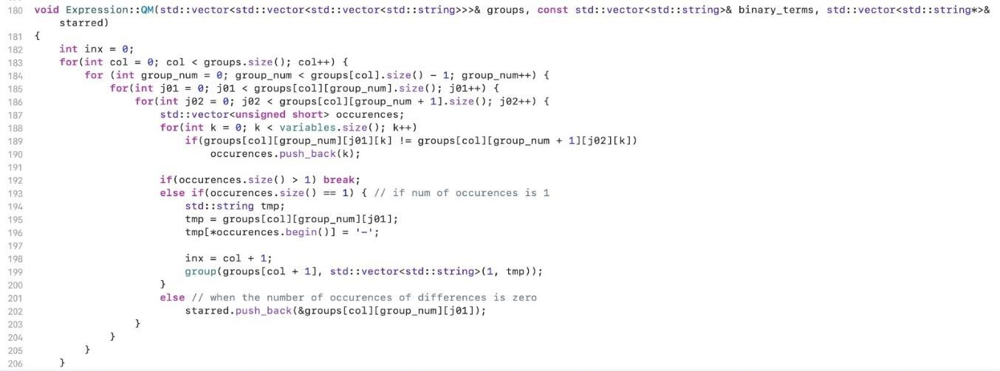 180 void Expression::QM(std::vector<std::vector<std::vector<std::string>>>& groups, const std::vector<std::string>& binary_terms, std::vector<std::string*>&
starred)
181 {
182     int inx = 0;
183     for(int col = 0; col < groups.size(); col++) {
184         for (int group_num = 0; group_num < groups[col].size() - 1; group_num++) {
185             for(int j01 = 0; j01 < groups[col][group_num].size(); j01++) {
186                 for(int j02 = 0; j02 < groups[col][group_num + 1].size(); j02++) {
187                     std::vector<unsigned short> occurences;
188                     for(int k = 0; k < variables.size(); k++)
189                         if(groups[col][group_num][j01][k] != groups[col][group_num + 1][j02][k])
190                             occurences.push_back(k);
191
192                     if(occurences.size() > 1) break;
193                     else if(occurences.size() == 1) { // if num of occurences is 1
194                         std::string tmp;
195                         tmp = groups[col][group_num][j01];
196                         tmp[*occurences.begin()] = '-';
197
198                         inx = col + 1;
199                         group(groups[col + 1], std::vector<std::string>(1, tmp));
200                     }
201                     else // when the number of occurences of differences is zero
202                         starred.push_back(&groups[col][group_num][j01]);
203                 }
204             }
205         }
206     }